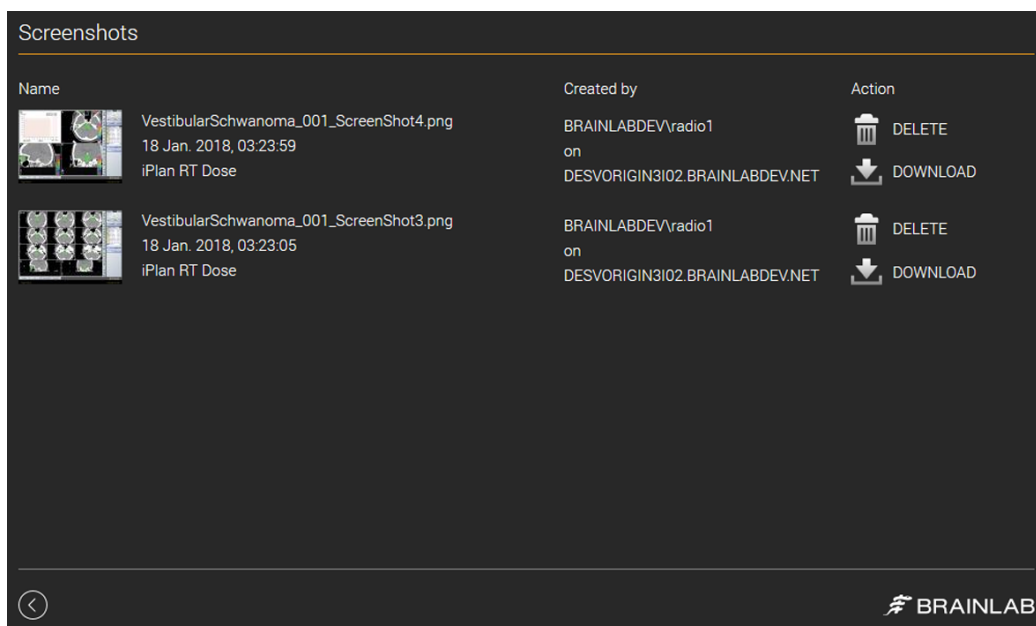 Screenshots
Name
Created by
Action
VestibularSchwanoma_001_ScreenShot4.png
18 Jan. 2018, 03:23:59
iPlan RT Dose
BRAINLABDEV\radio1
on
DESVORIGIN3I02.BRAINLABDEV.NET
DELETE
DOWNLOAD
VestibularSchwanoma_001_ScreenShot3.png
18 Jan. 2018, 03:23:05
iPlan RT Dose
BRAINLABDEV\radio1
on
DESVORIGIN3I02.BRAINLABDEV.NET
DELETE
DOWNLOAD
BRAINLAB